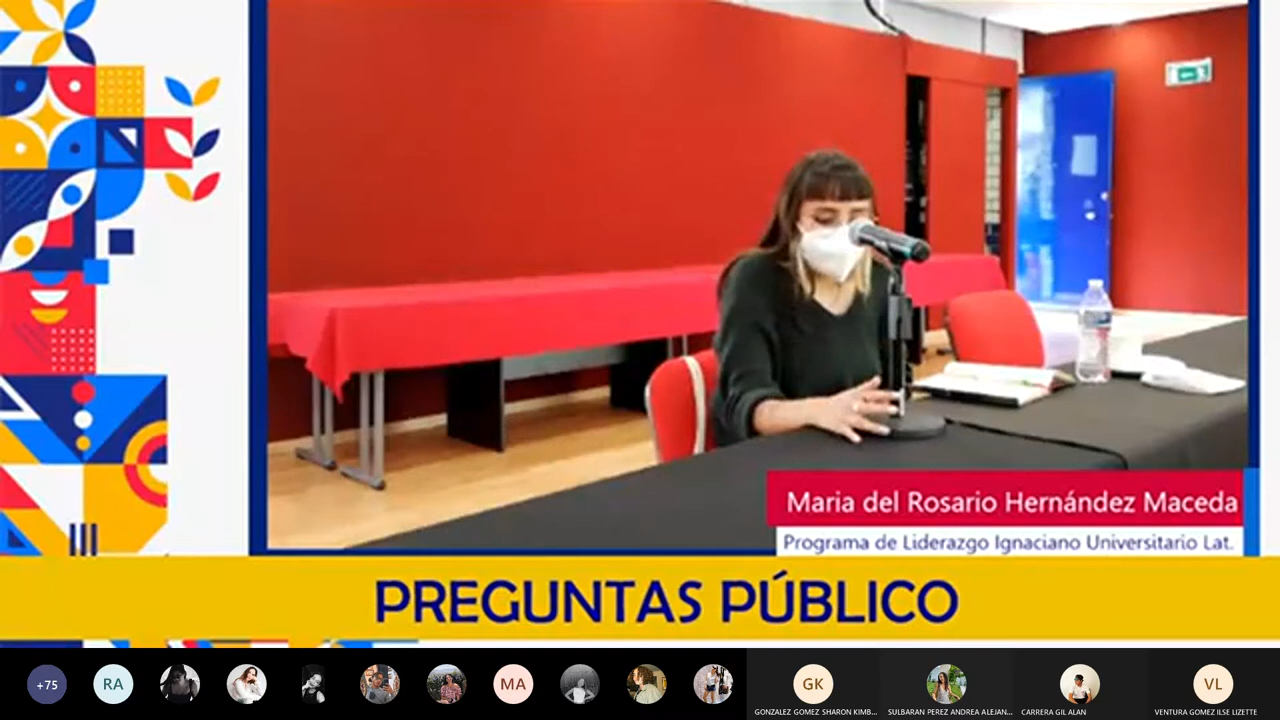 Maria del Rosario Hernández Maceda
Programa de Liderazgo Ignaciano Universitario Lat.
PREGUNTAS PÚBLICO
+75
RA
MA
GK
VL
GONZALEZ GOMEZ SHARON KIMB...
SULBARAN PEREZ ANDREA ALEJAN...
CARRERA GIL ALAN
VENTURA GOMEZ ILSE LIZETTE